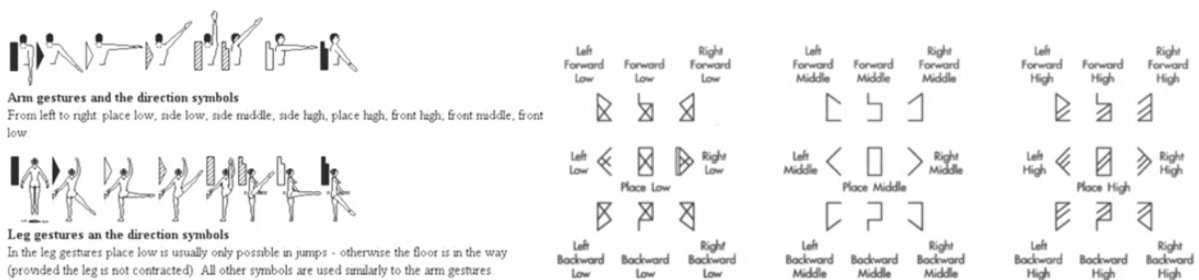 Arm gestures and the direction symbols
From left to right: place low, side low, side middle, side high, place high, front high, front middle, front
low.
Leg gestures an the direction symbols
In the leg gestures place low is usually only possible in jumps - otherwise the floor is in the way
(provided the leg is not contracted) All other symbols are used similarly to the arm gestures
Left Forward Low
Forward Low
Right Forward Low
Left Low
Right Low
Place Low
Left Backward Low
Backward Low
Right Backward Low
Left Forward Middle
Forward Middle
Right Forward Middle
Left Middle
Right Middle
Place Middle
Left Backward Middle
Backward Middle
Right Backward Middle
Left Forward High
Forward High
Right Forward High
Left High
Right High
Place High
Left Backward High
Backward High
Right Backward High